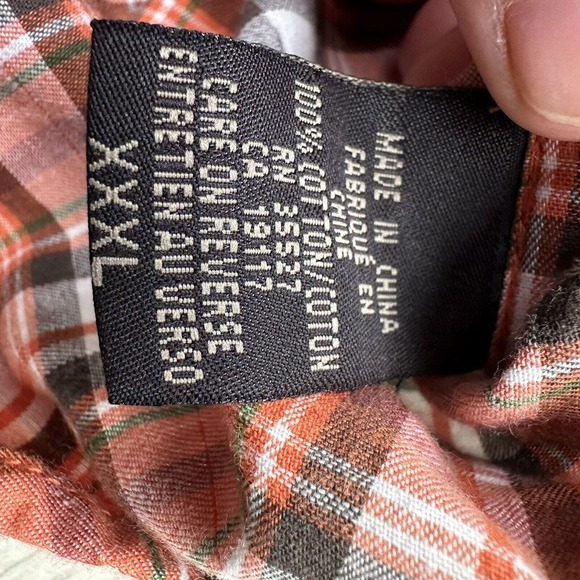 MADE IN CHINA
FABRIQUÉ EN
CHINE
100% COTTON/COTON
RN 35527
CA 19117
CARE ON REVERSE
ENTRETIEN AU VERSO
XXXL